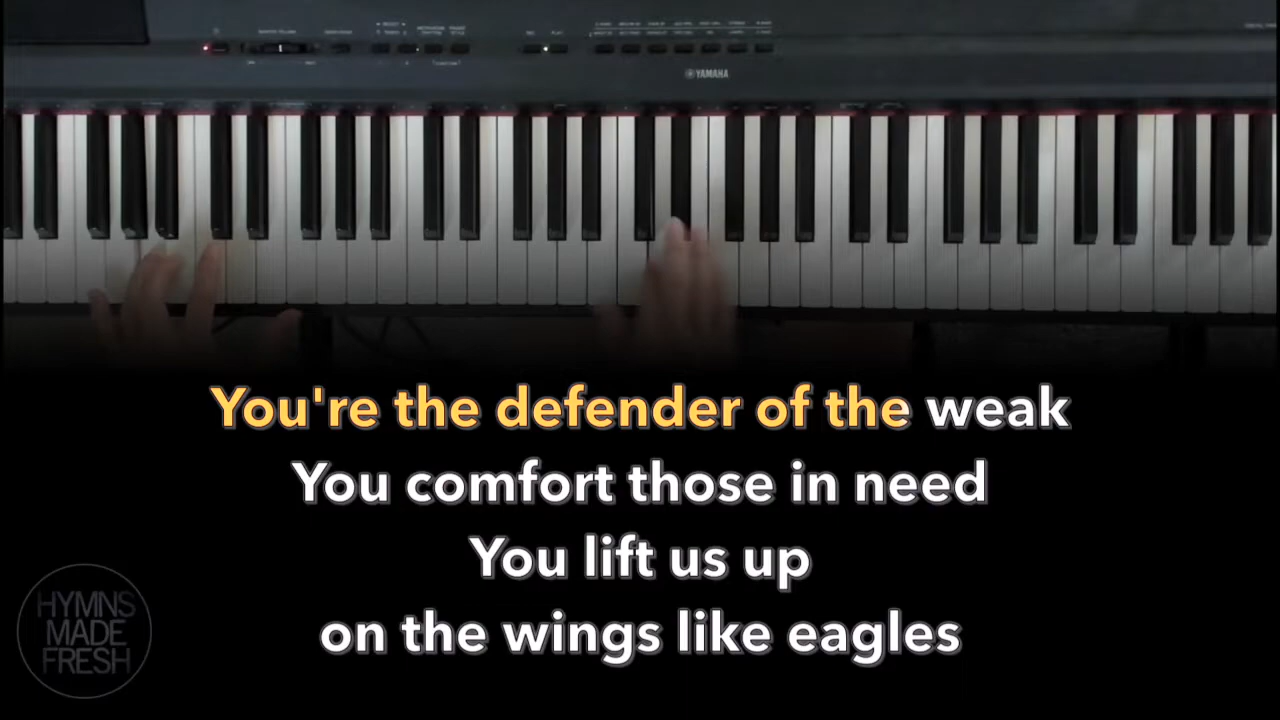 YAMAHA
You're the defender of the weak
You comfort those in need
You lift us up
on the wings like eagles
HYMNS
MADE
FRESH